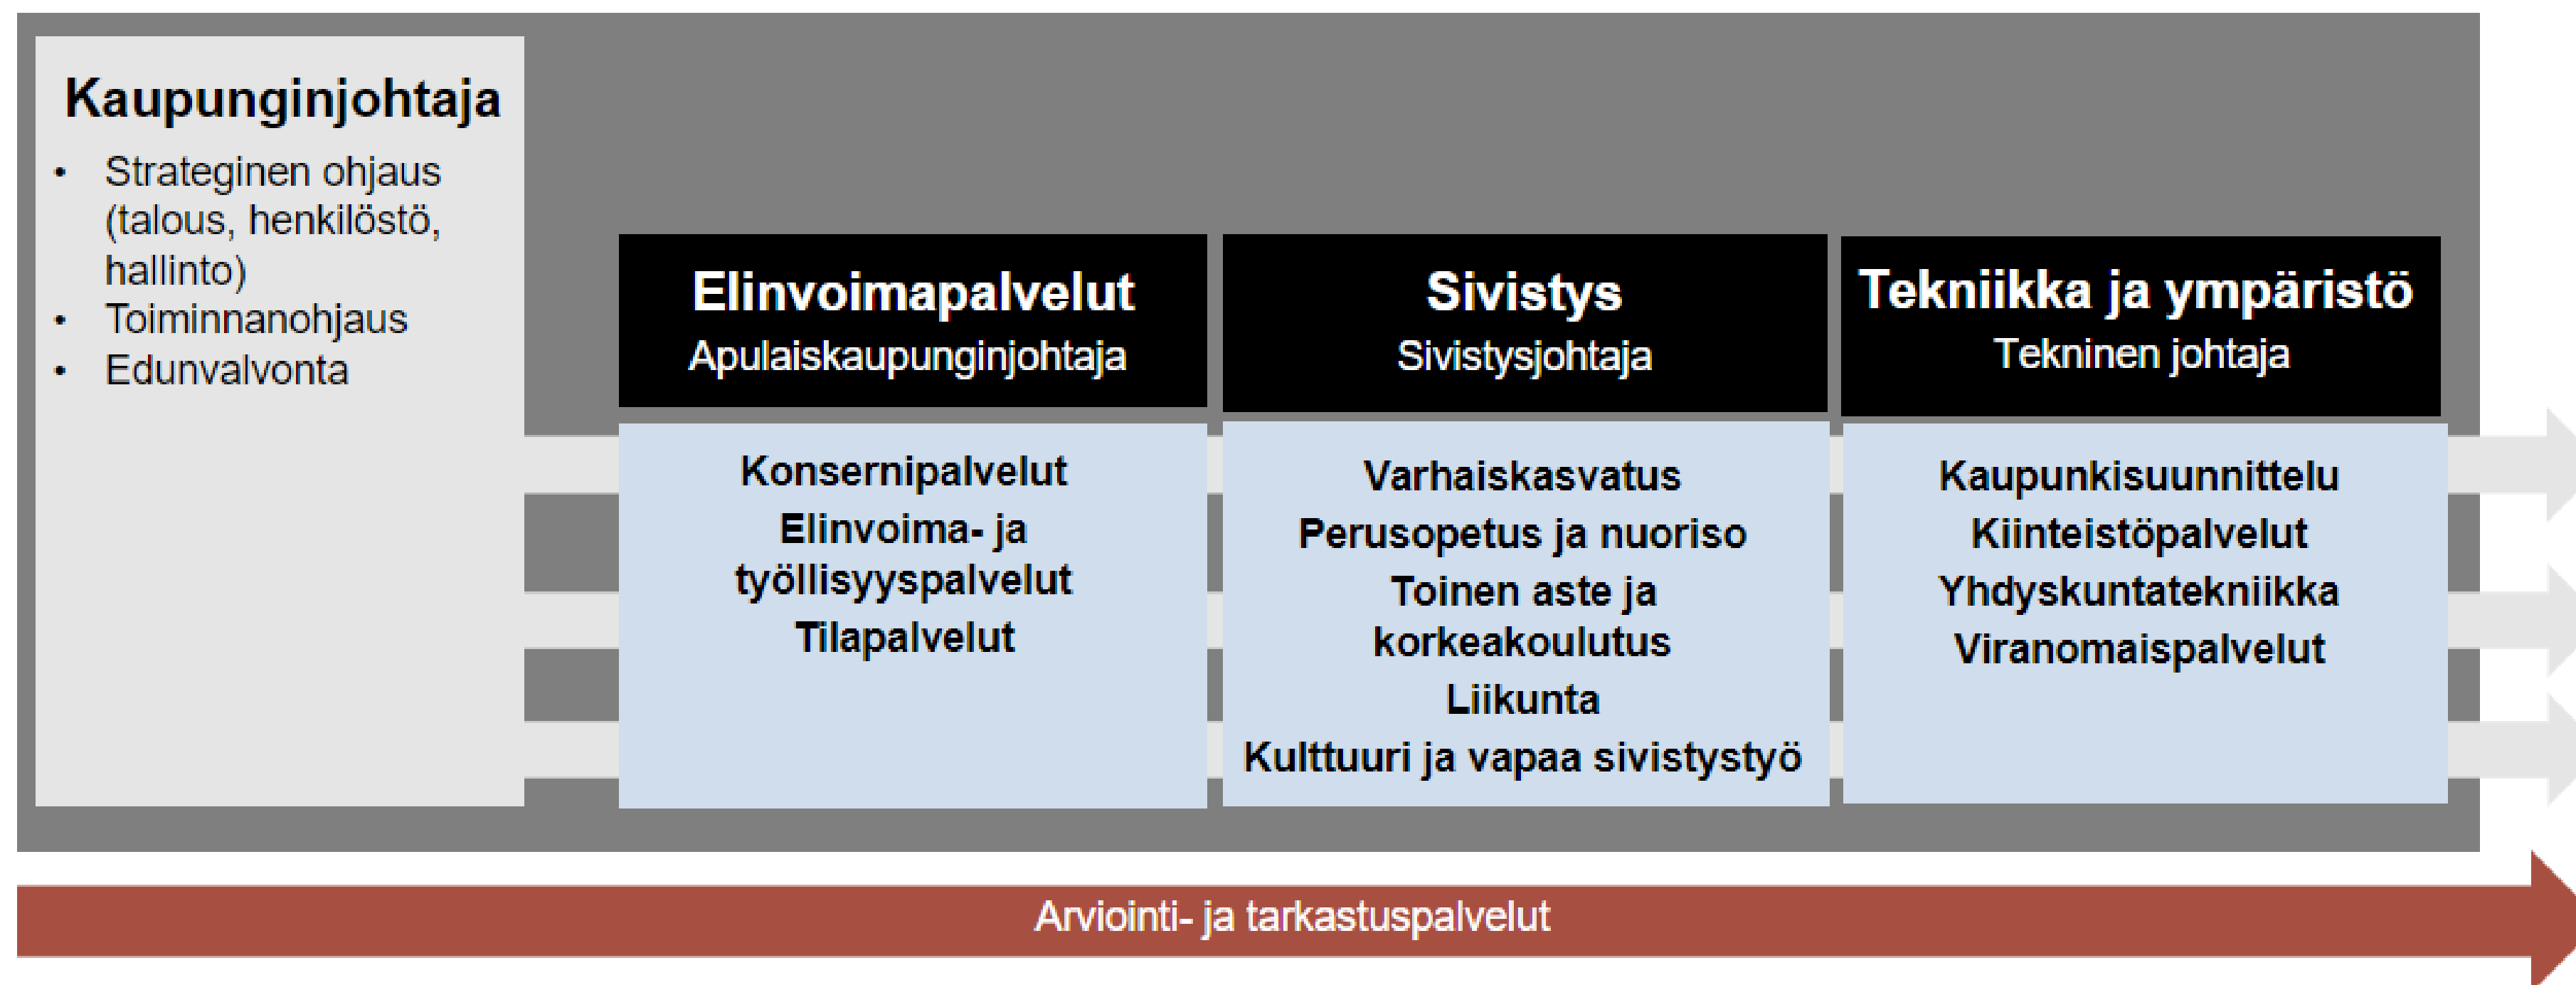 Kaupunginjohtaja
• Strateginen ohjaus
(talous, henkilöstö,
hallinto)
• Toiminnanohjaus
• Edunvalvonta
Elinvoimapalvelut
Apulaiskaupunginjohtaja
Konsernipalvelut
Elinvoima- ja
työllisyyspalvelut
Tilapalvelut
Sivistys
Sivistysjohtaja
Varhaiskasvatus
Perusopetus ja nuoriso
Toinen aste ja
korkeakoulutus
Liikunta
Kulttuuri ja vapaa sivistystyö
Tekniikka ja ympäristö
Tekninen johtaja
Kaupunkisuunnittelu
Kiinteistöpalvelut
Yhdyskuntatekniikka
Viranomaispalvelut
Arviointi- ja tarkastuspalvelut